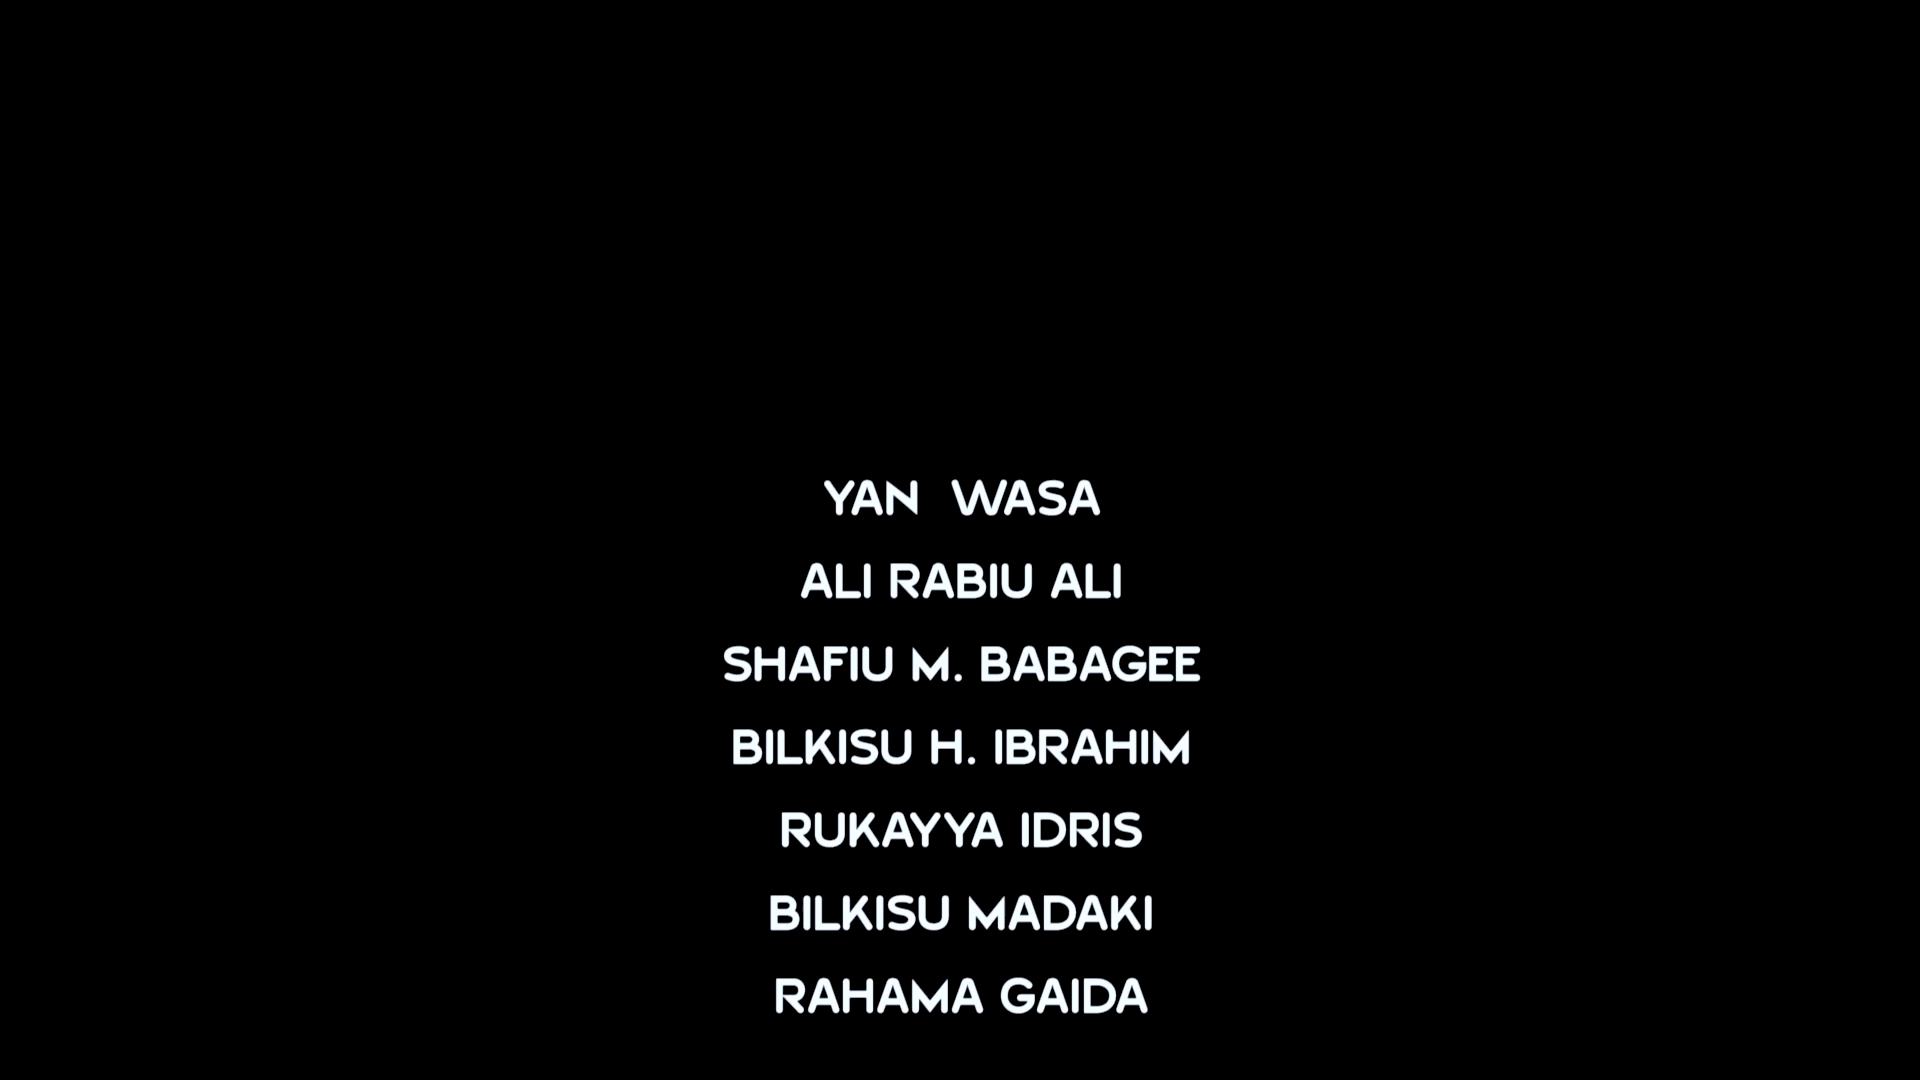 YAN  WASA
ALI RABIU ALI
SHAFIU M. BABAGEE
BILKISU H. IBRAHIM
RUKAYYA IDRIS
BILKISU MADAKI
RAHAMA GAIDA